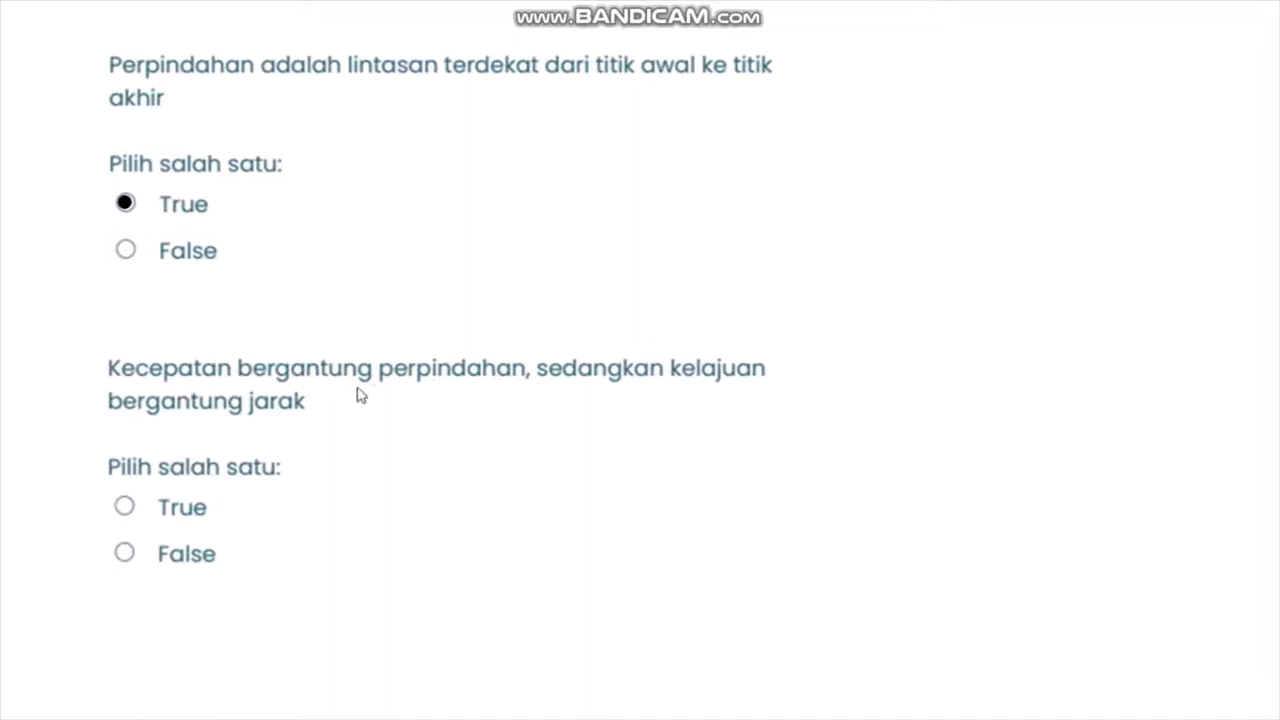 www.BANDICAM.com
Perpindahan adalah lintasan terdekat dari titik awal ke titik
akhir
Pilih salah satu:
True
False
Kecepatan bergantung perpindahan, sedangkan kelajuan
bergantung jarak
Pilih salah satu:
True
False